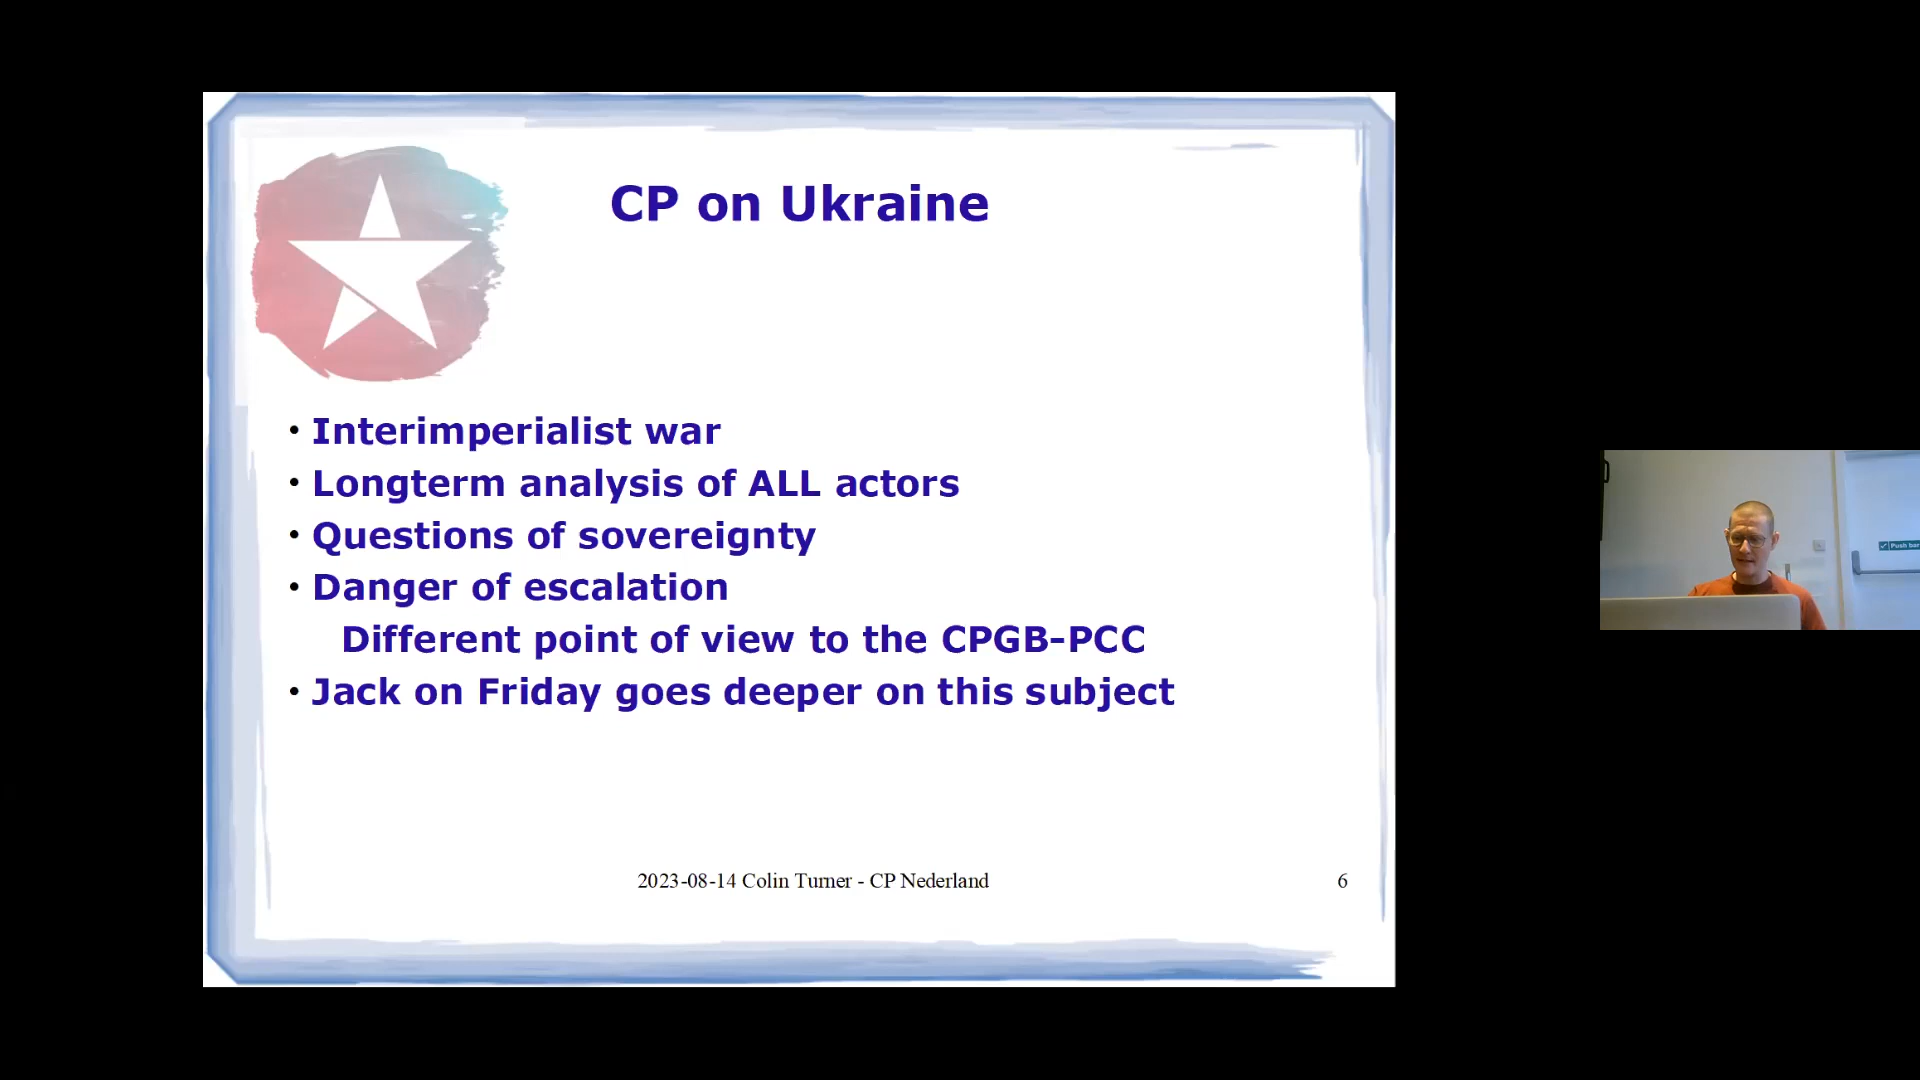 CP on Ukraine
• Interimperialist war
• Longterm analysis of ALL actors
• Questions of sovereignty
• Danger of escalation
Different point of view to the CPGB-PCC
• Jack on Friday goes deeper on this subject
2023-08-14 Colin Turner - CP Nederland
6
Push bar